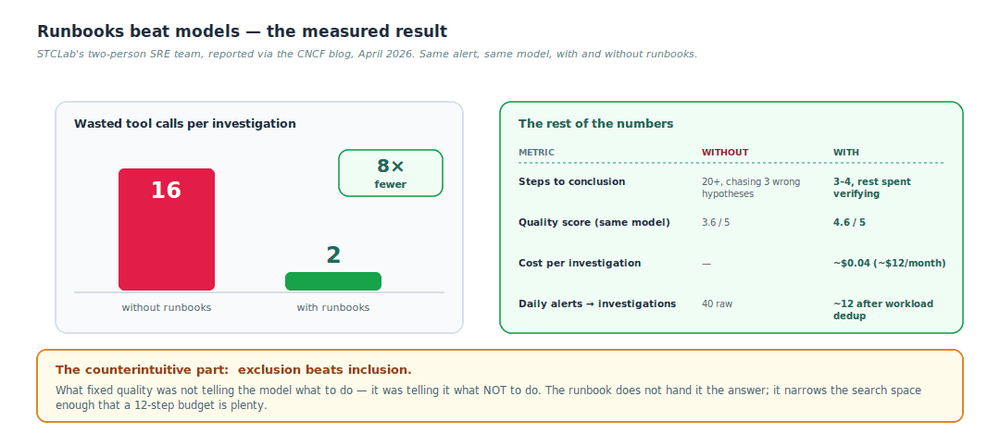 Runbooks beat models — the measured result
STCLab's two-person SRE team, reported via the CNCF blog, April 2026. Same alert, same model, with and without runbooks.
Wasted tool calls per investigation
16
8×
fewer
2
without runbooks
with runbooks
The rest of the numbers
METRIC WITHOUT WITH
Steps to conclusion 20+, chasing 3 wrong 3–4, rest spent
hypotheses verifying
Quality score (same model) 3.6 / 5 4.6 / 5
Cost per investigation — ~$0.04 (~$12/month)
Daily alerts → investigations 40 raw ~12 after workload
dedup
The counterintuitive part: exclusion beats inclusion.
What fixed quality was not telling the model what to do — it was telling it what NOT to do. The runbook does not hand it the answer; it narrows the search space
enough that a 12-step budget is plenty.